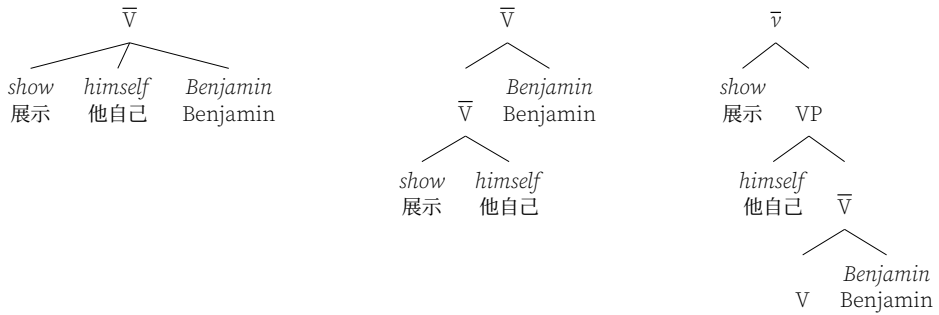 V̅ V̅ v̅
show himself Benjamin Benjamin show
展示 他自己 Benjamin V̅ Benjamin 展示 VP
show himself himself
展示 他自己 他自己 V̅
Benjamin
V Benjamin